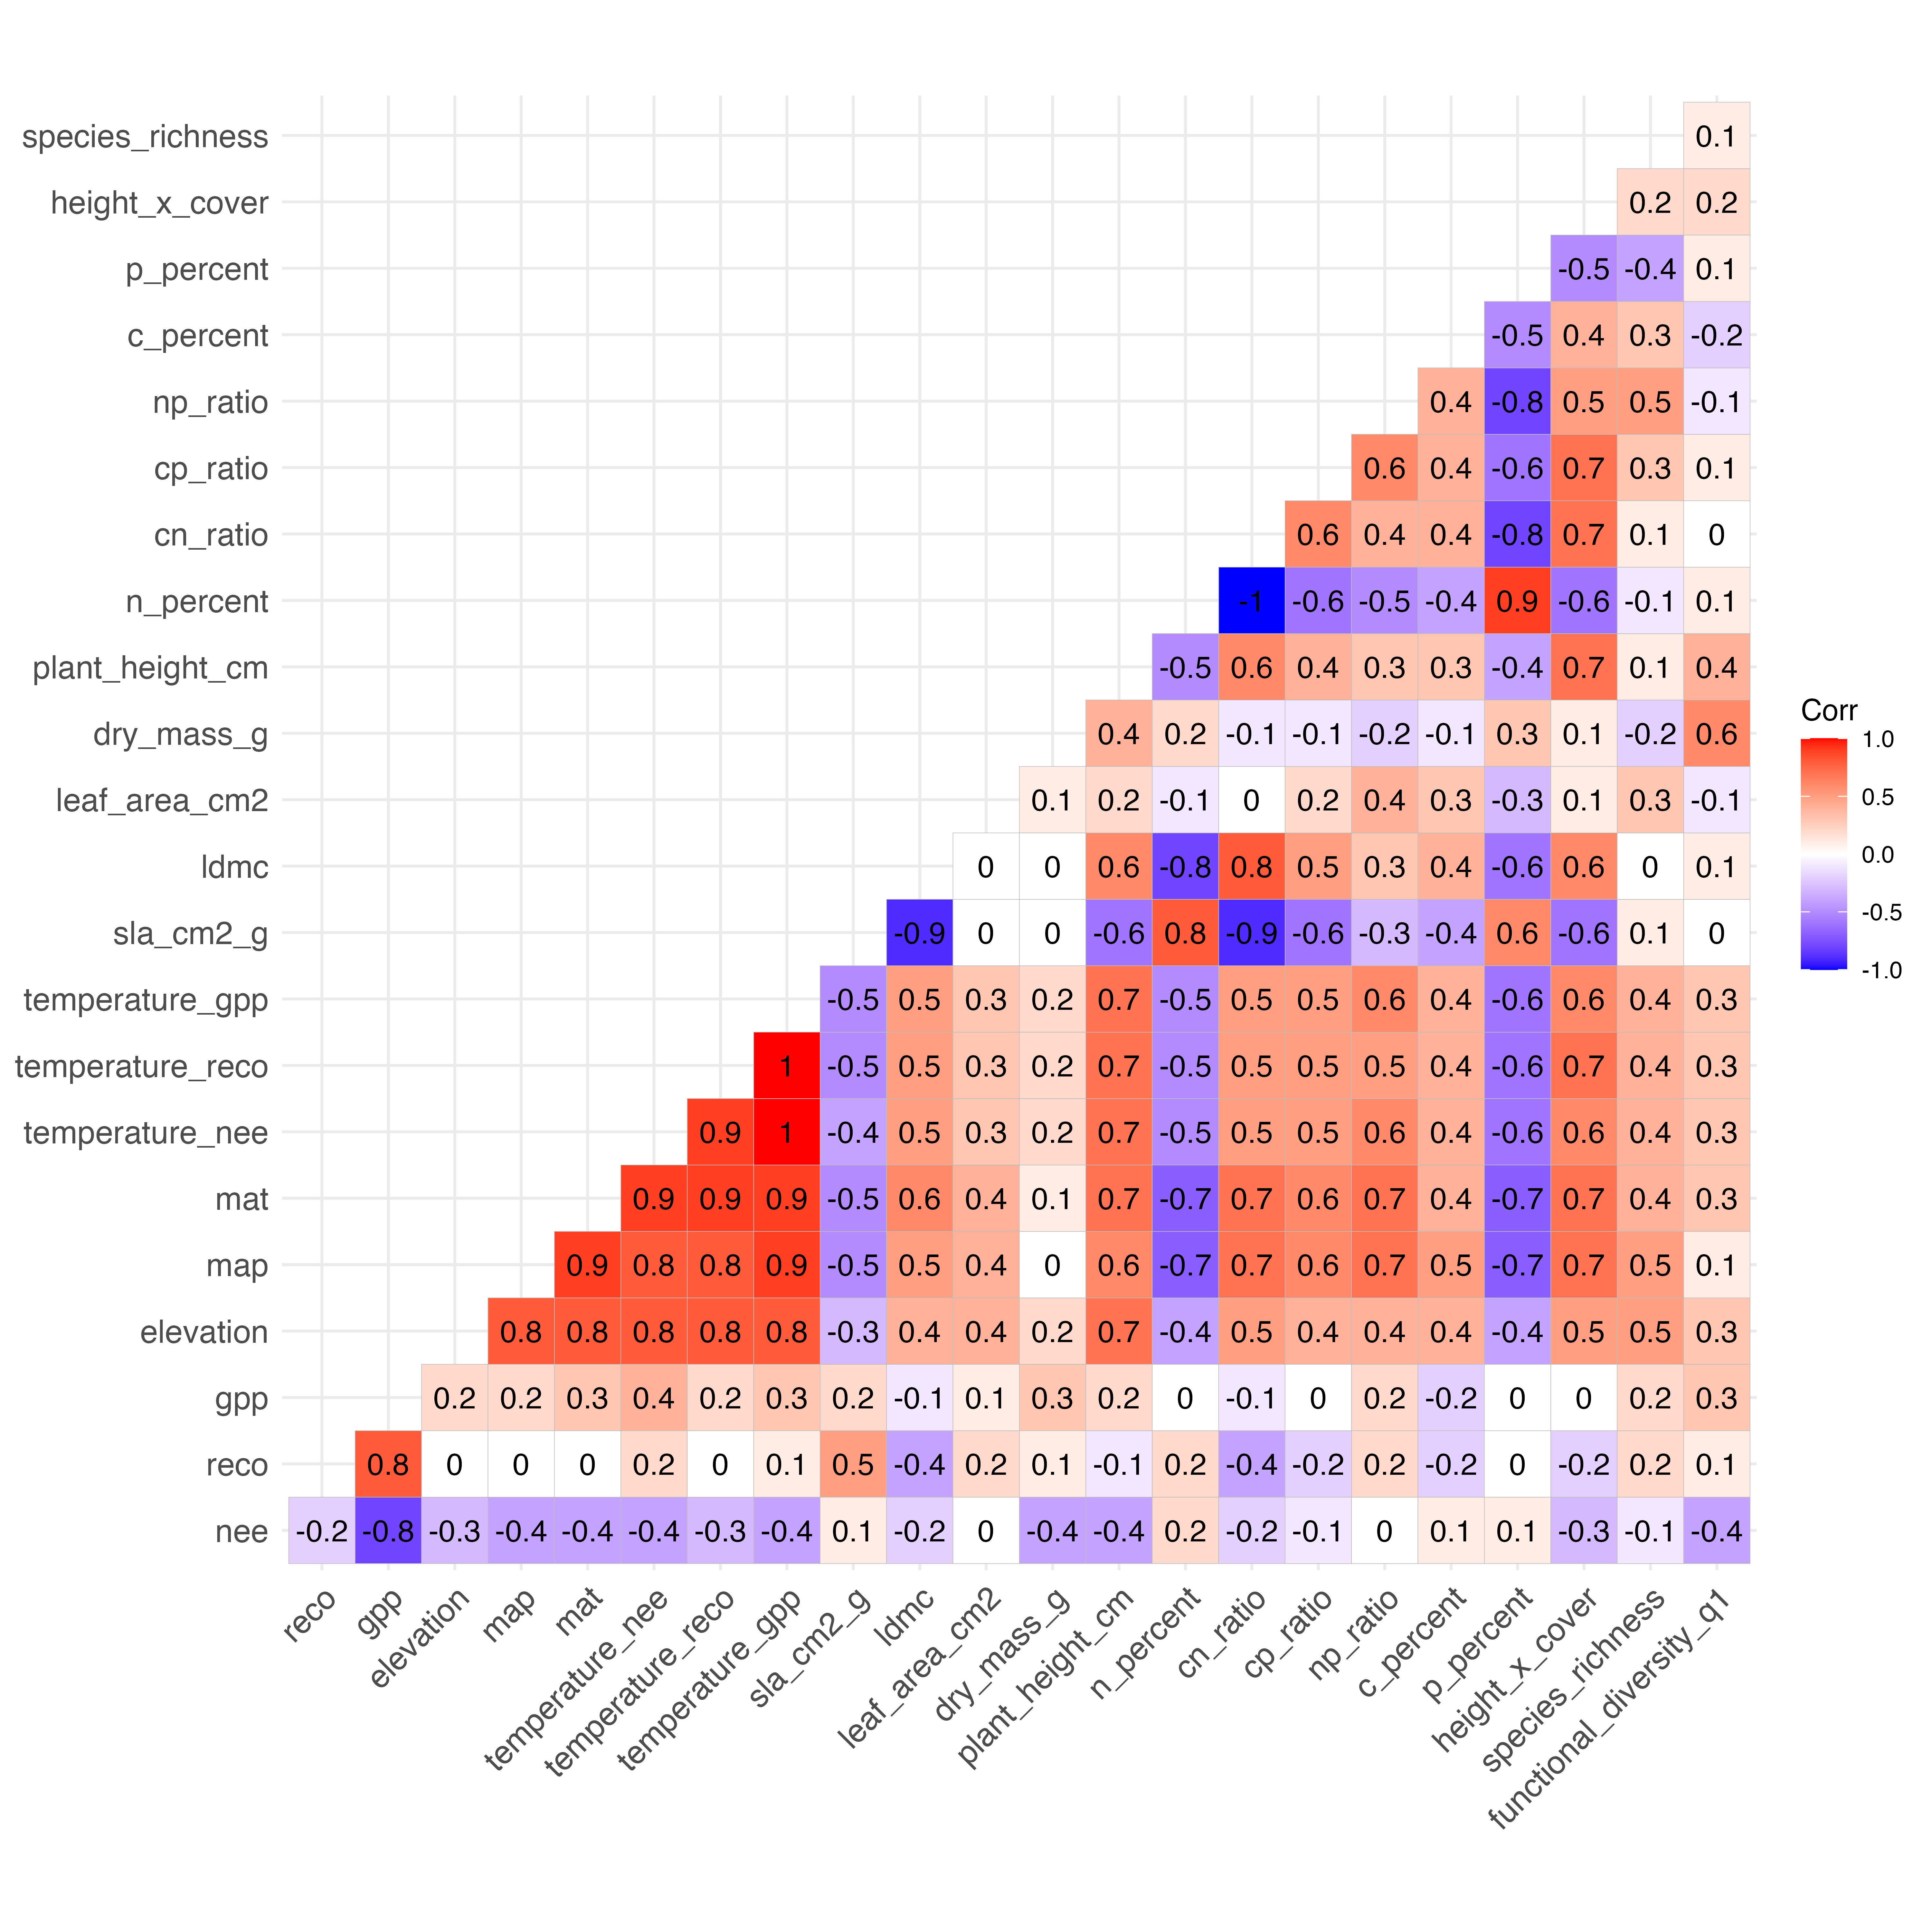 species_richness 0.1
height_x_cover 0.2 0.2
p_percent -0.5 -0.4 0.1
c_percent -0.5 0.4 0.3 -0.2
np_ratio 0.4 -0.8 0.5 0.5 -0.1
cp_ratio 0.6 0.4 -0.6 0.7 0.3 0.1
cn_ratio 0.6 0.4 0.4 -0.8 0.7 0.1 0
n_percent -1 -0.6 -0.5 -0.4 0.9 -0.6 -0.1 0.1
plant_height_cm -0.5 0.6 0.4 0.3 0.3 -0.4 0.7 0.1 0.4
dry_mass_g 0.4 0.2 -0.1 -0.1 -0.2 -0.1 0.3 0.1 -0.2 0.6
leaf_area_cm2 0.1 0.2 -0.1 0 0.2 0.4 0.3 -0.3 0.1 0.3 -0.1
ldmc 0 0 0.6 -0.8 0.8 0.5 0.3 0.4 -0.6 0.6 0 0.1
sla_cm2_g -0.9 0 0 -0.6 0.8 -0.9 -0.6 -0.3 -0.4 0.6 -0.6 0.1 0
temperature_gpp -0.5 0.5 0.3 0.2 0.7 -0.5 0.5 0.5 0.6 0.4 -0.6 0.6 0.4 0.3
temperature_reco 1 -0.5 0.5 0.3 0.2 0.7 -0.5 0.5 0.5 0.5 0.4 -0.6 0.7 0.4 0.3
temperature_nee 0.9 1 -0.4 0.5 0.3 0.2 0.7 -0.5 0.5 0.5 0.6 0.4 -0.6 0.6 0.4 0.3
mat 0.9 0.9 0.9 -0.5 0.6 0.4 0.1 0.7 -0.7 0.7 0.6 0.7 0.4 -0.7 0.7 0.4 0.3
map 0.9 0.8 0.8 0.9 -0.5 0.5 0.4 0 0.6 -0.7 0.7 0.6 0.7 0.5 -0.7 0.7 0.5 0.1
elevation 0.8 0.8 0.8 0.8 0.8 -0.3 0.4 0.4 0.2 0.7 -0.4 0.5 0.4 0.4 0.4 -0.4 0.5 0.5 0.3
gpp 0.2 0.2 0.3 0.4 0.2 0.3 0.2 -0.1 0.1 0.3 0.2 0 -0.1 0 0.2 -0.2 0 0 0.2 0.3
reco 0.8 0 0 0 0.2 0 0.1 0.5 -0.4 0.2 0.1 -0.1 0.2 -0.4 -0.2 0.2 -0.2 0 -0.2 0.2 0.1
nee -0.2 -0.8 -0.3 -0.4 -0.4 -0.4 -0.3 -0.4 0.1 -0.2 0 -0.4 -0.4 0.2 -0.2 -0.1 0 0.1 0.1 -0.3 -0.1 -0.4
reco
gpp
elevation
map
mat
temperature_nee
temperature_reco
temperature_gpp
sla_cm2_g
ldmc
leaf_area_cm2
dry_mass_g
plant_height_cm
n_percent
cn_ratio
cp_ratio
np_ratio
c_percent
p_percent
height_x_cover
species_richness
functional_diversity_q1
Corr
1.0
0.5
0.0
-0.5
-1.0